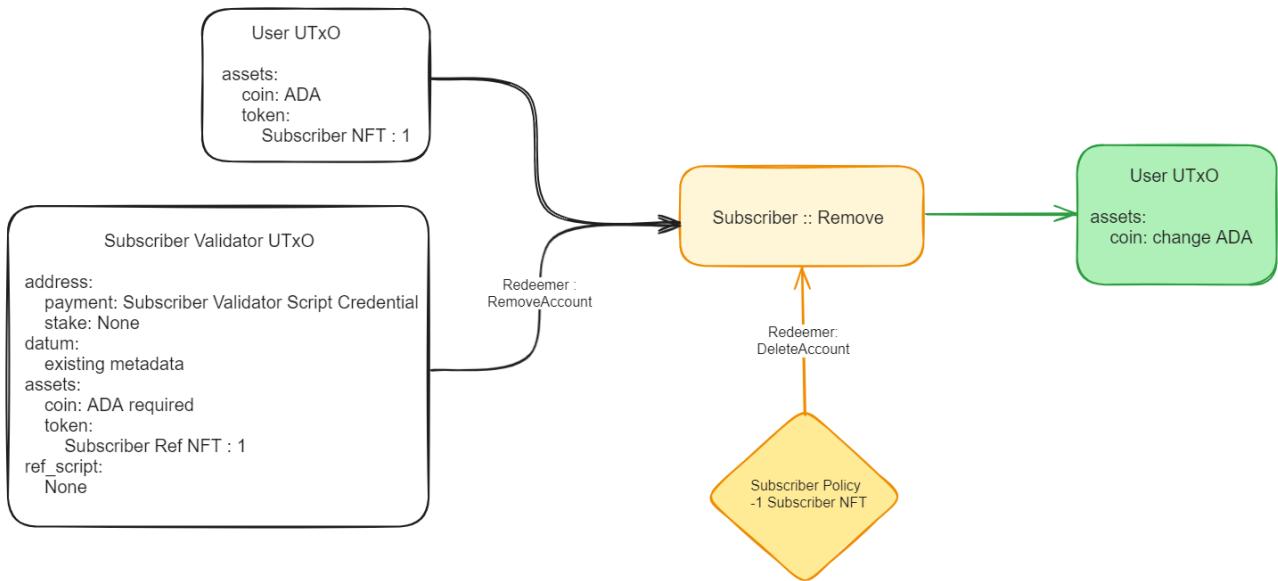 User UTxO
assets:
coin: ADA
token:
Subscriber NFT : 1
Subscriber Validator UTxO
address:
payment: Subscriber Validator Script Credential
stake: None
datum:
existing metadata
assets:
coin: ADA required
token:
Subscriber Ref NFT : 1
ref_script:
None
Redeemer :
RemoveAccount
Subscriber :: Remove
Redeemer:
DeleteAccount
Subscriber Policy
-1 Subscriber NFT
User UTxO
assets:
coin: change ADA